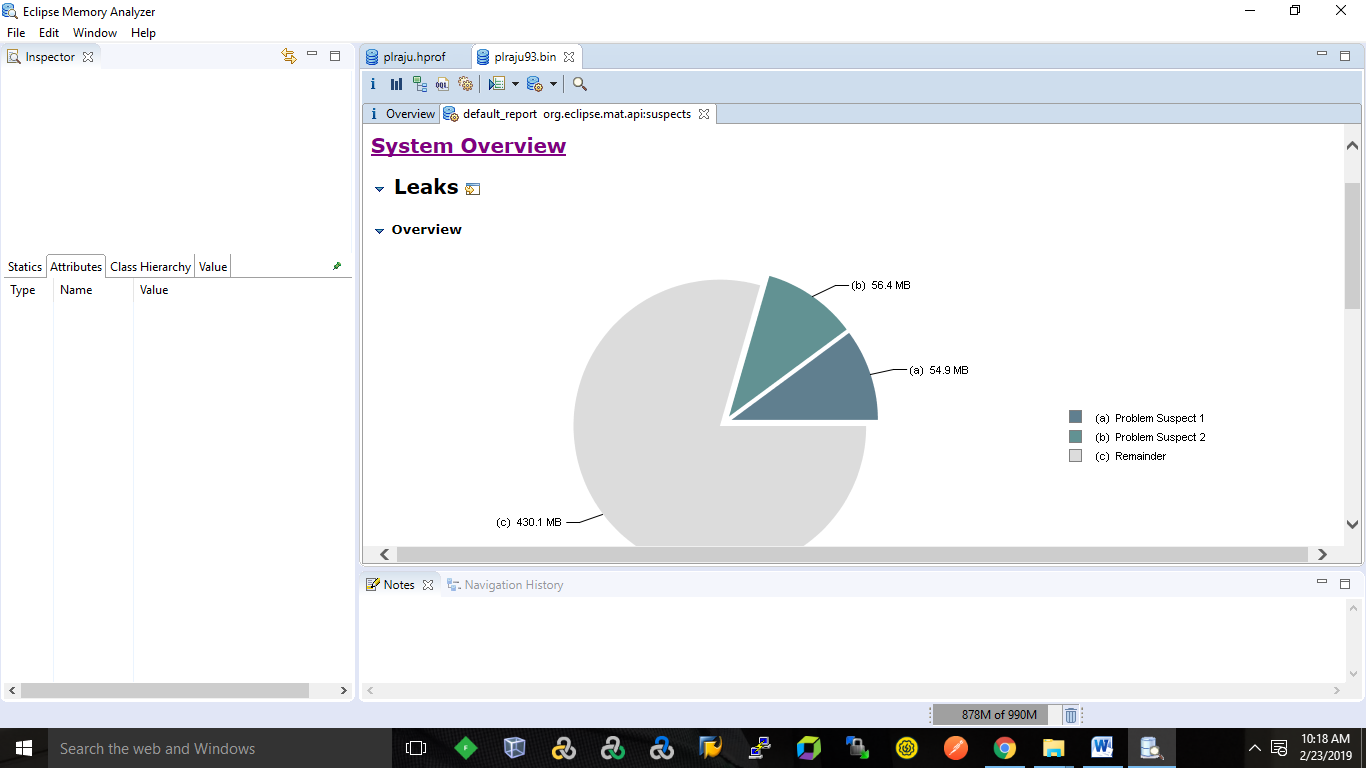 Eclipse Memory Analyzer
File Edit Window Help
Inspector
plraju.hprof
plraju93.bin
i
OQL
i Overview
default_report org.eclipse.mat.api:suspects
System Overview
Leaks
Overview
(b) 56.4 MB
(a) 54.9 MB
(c) 430.1 MB
(a) Problem Suspect 1
(b) Problem Suspect 2
(c) Remainder
Statics Attributes Class Hierarchy Value
Type Name Value
Notes
Navigation History
878M of 990M
Search the web and Windows
10:18 AM
2/23/2019